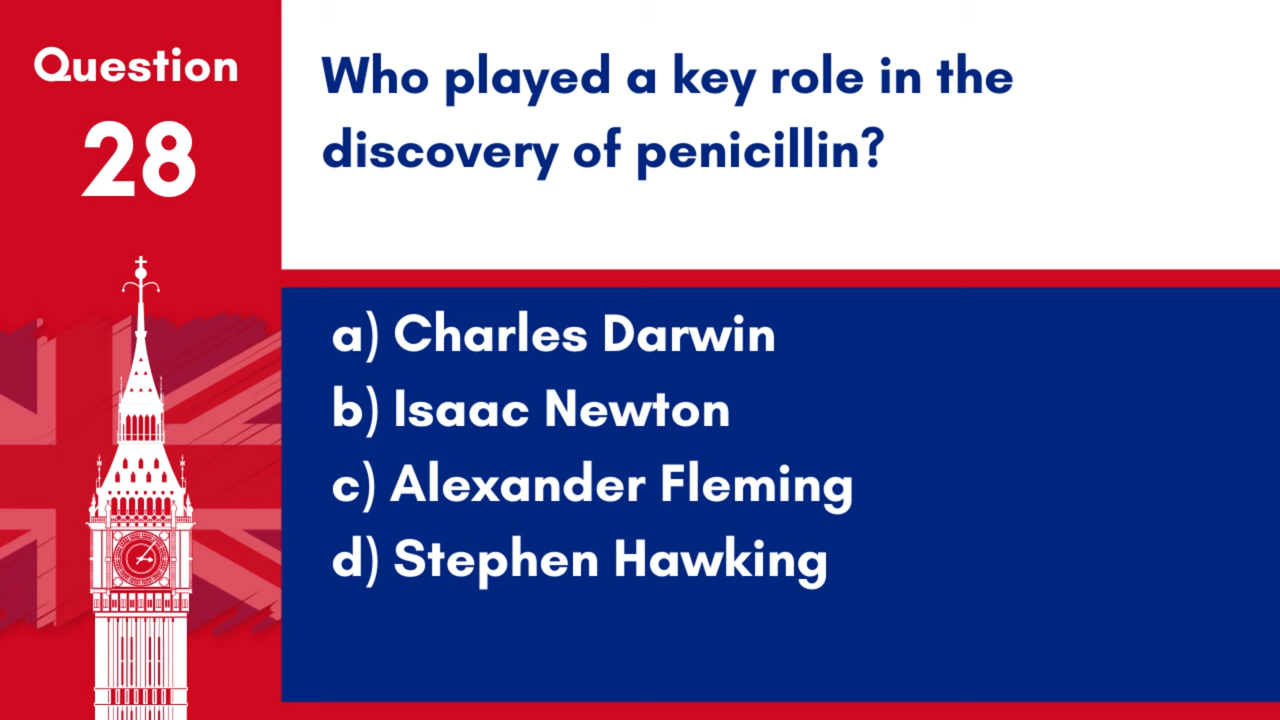 Question
28
Who played a key role in the
discovery of penicillin?
a) Charles Darwin
b) Isaac Newton
c) Alexander Fleming
d) Stephen Hawking